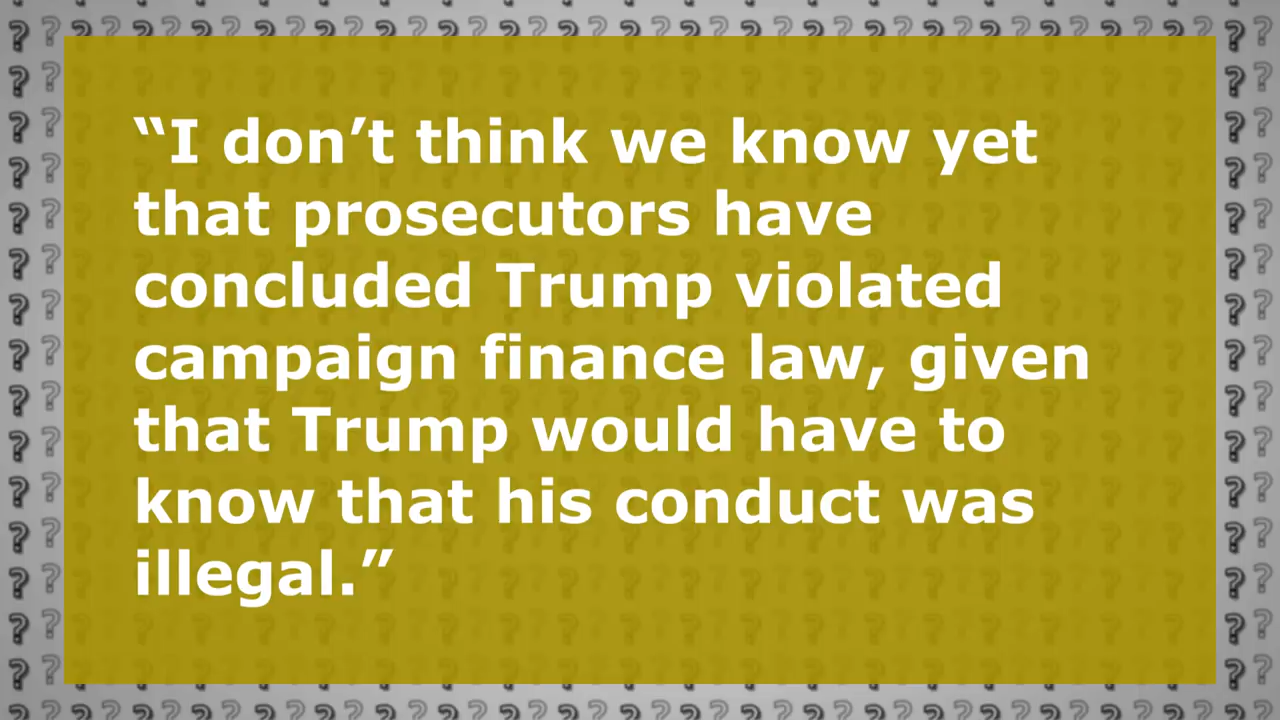 “I don’t think we know yet
that prosecutors have
concluded Trump violated
campaign finance law, given
that Trump would have to
know that his conduct was
illegal.”